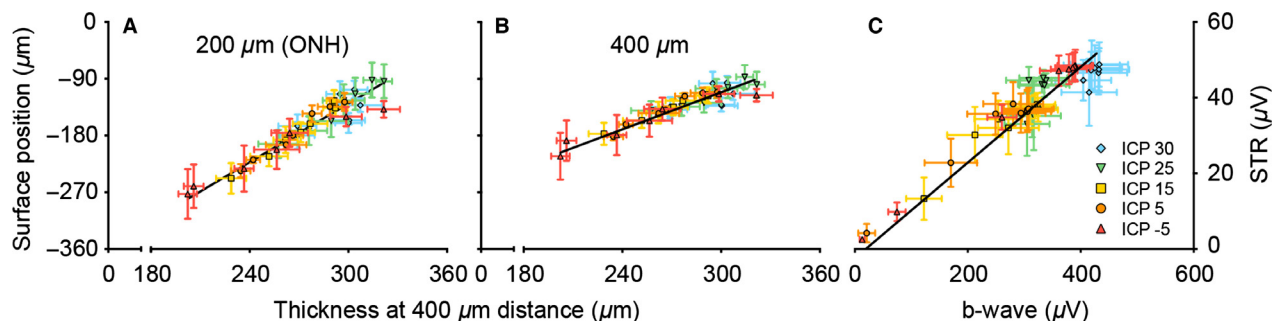 A
200 µm (ONH)
B
400 µm
C
Surface position (µm)
0
−90
−180
−270
−360
0 180 240 300 360
0 180 240 300 360
Thickness at 400 µm distance (µm)
ICP 30
ICP 25
ICP 15
ICP 5
ICP -5
60
40
20
0
STR (µV)
0 200 400 600
b-wave (µV)